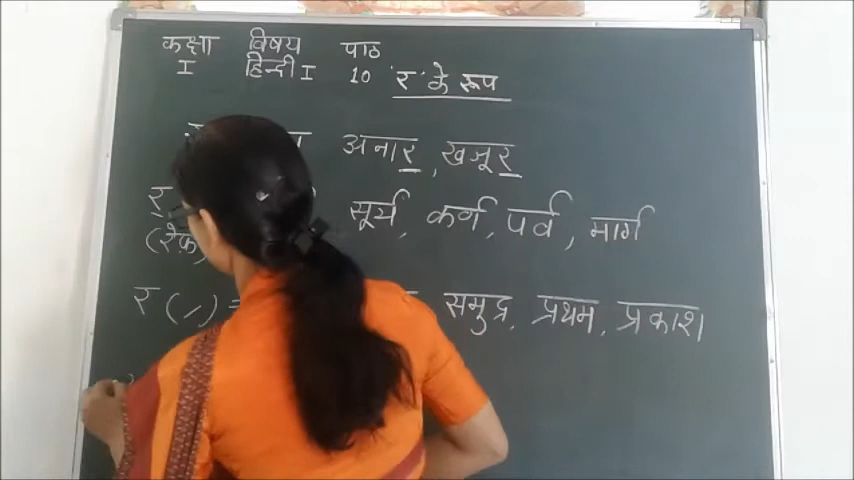 कक्षा विषय पाठ
I हिन्दी I 10 'र' के रूप
अनार, खजूर
र सूर्य, कर्ण, पर्व, मार्ग
(रेफ)
र (  ) = समुद्र, प्रथम, प्रकाश